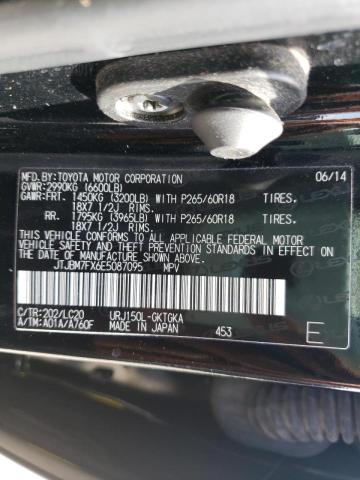 MFD.BY:TOYOTA MOTOR CORPORATION 06/14
GVWR:2990KG (6600LB)
GAWR:FRT. 1450KG (3200LB) WITH P265/60R18 TIRES.
18X7 1/2J RIMS.
RR. 1795KG (3965LB) WITH P265/60R18 TIRES.
18X7 1/2J RIMS.
THIS VEHICLE CONFORMS TO ALL APPLICABLE FEDERAL MOTOR
VEHICLE SAFETY AND THEFT PREVENTION STANDARDS IN EFFECT
ON THE DATE OF MANUFACTURE SHOWN ABOVE.
JTJBM7FX6E5087095 MPV
C/TR:202/LC20 URJ150L-GKTGKA
A/TM:A01A/A760F MADE IN JAPAN 453 E